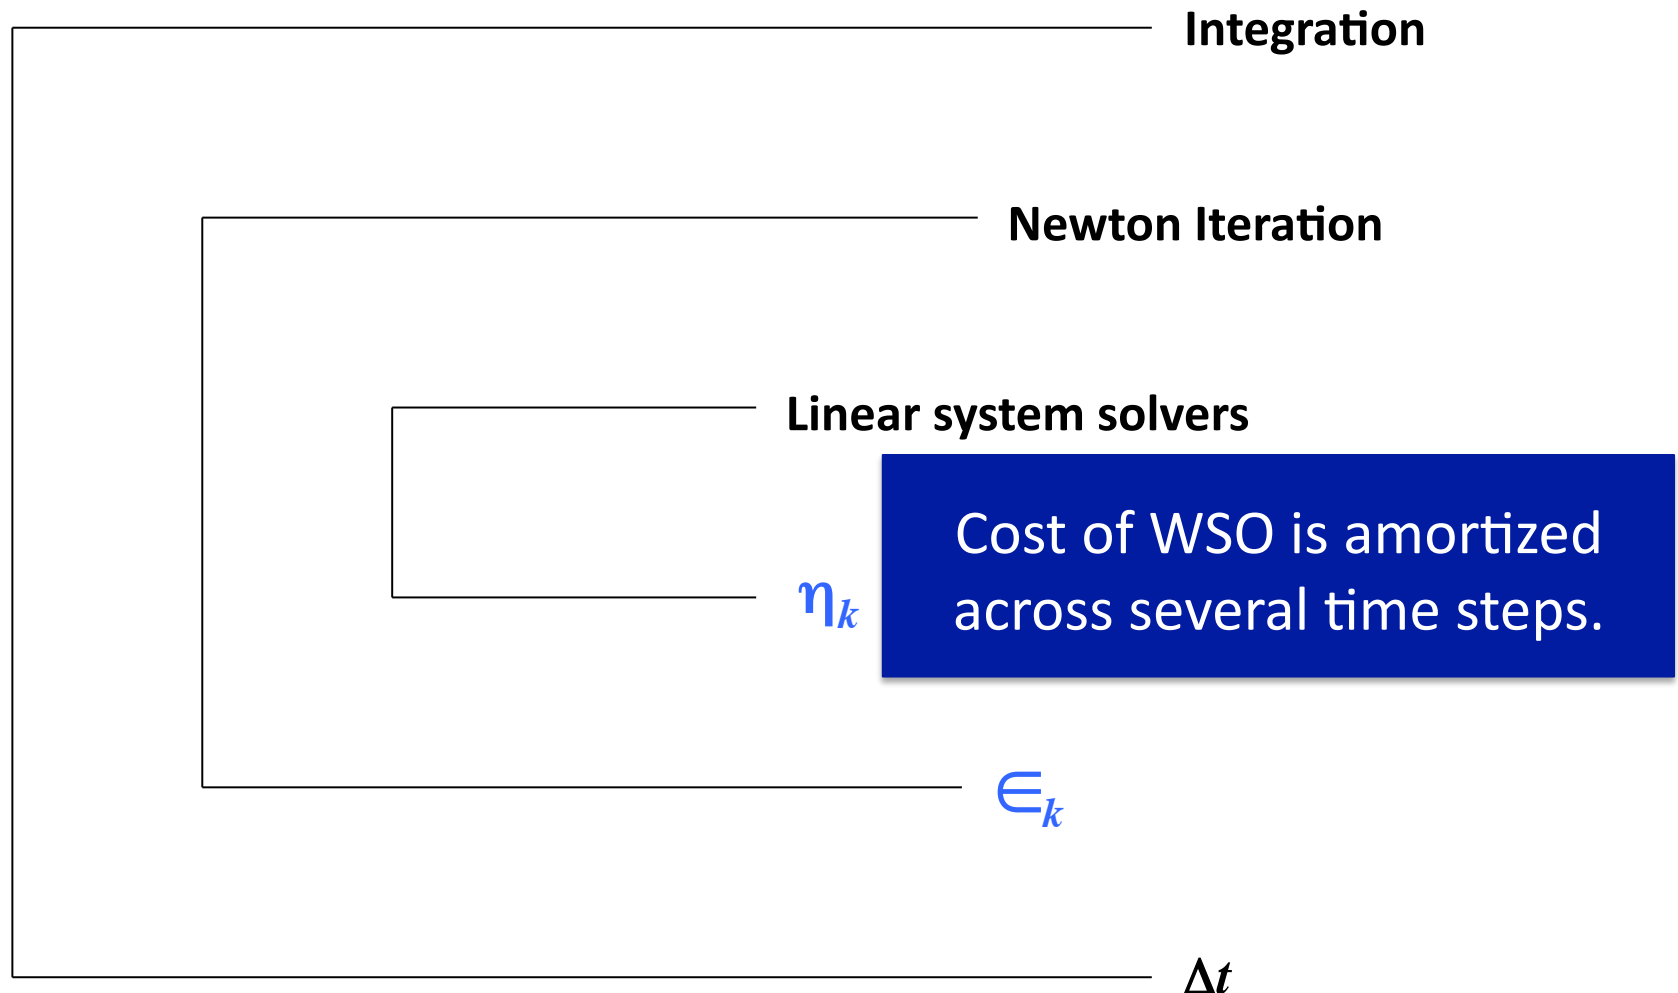 Integration
Newton Iteration
Linear system solvers
Cost of WSO is amortized
across several time steps.
ηk
∈k
Δt